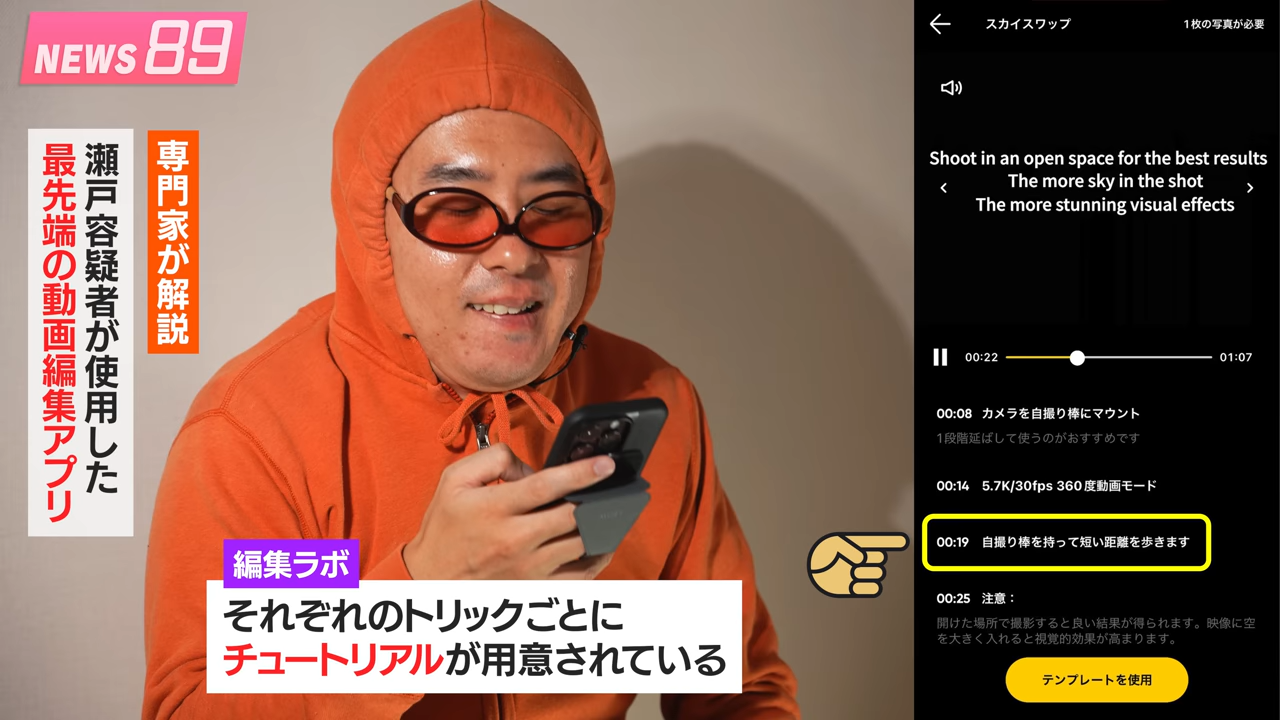 NEWS 89
専門家が解説
瀬戸容疑者が使用した
最先端の動画編集アプリ
編集ラボ
それぞれのトリックごとに
チュートリアルが用意されている
スカイスワップ
1枚の写真が必要
Shoot in an open space for the best results
The more sky in the shot
The more stunning visual effects
00:22
01:07
00:08 カメラを自撮り棒にマウント
1段階延ばして使うのがおすすめです
00:14 5.7K/30fps 360度動画モード
00:19 自撮り棒を持って短い距離を歩きます
00:25 注意：
開けた場所で撮影すると良い結果が得られます。映像に空
を大きく入れると視覚的効果が高まります。
テンプレートを使用